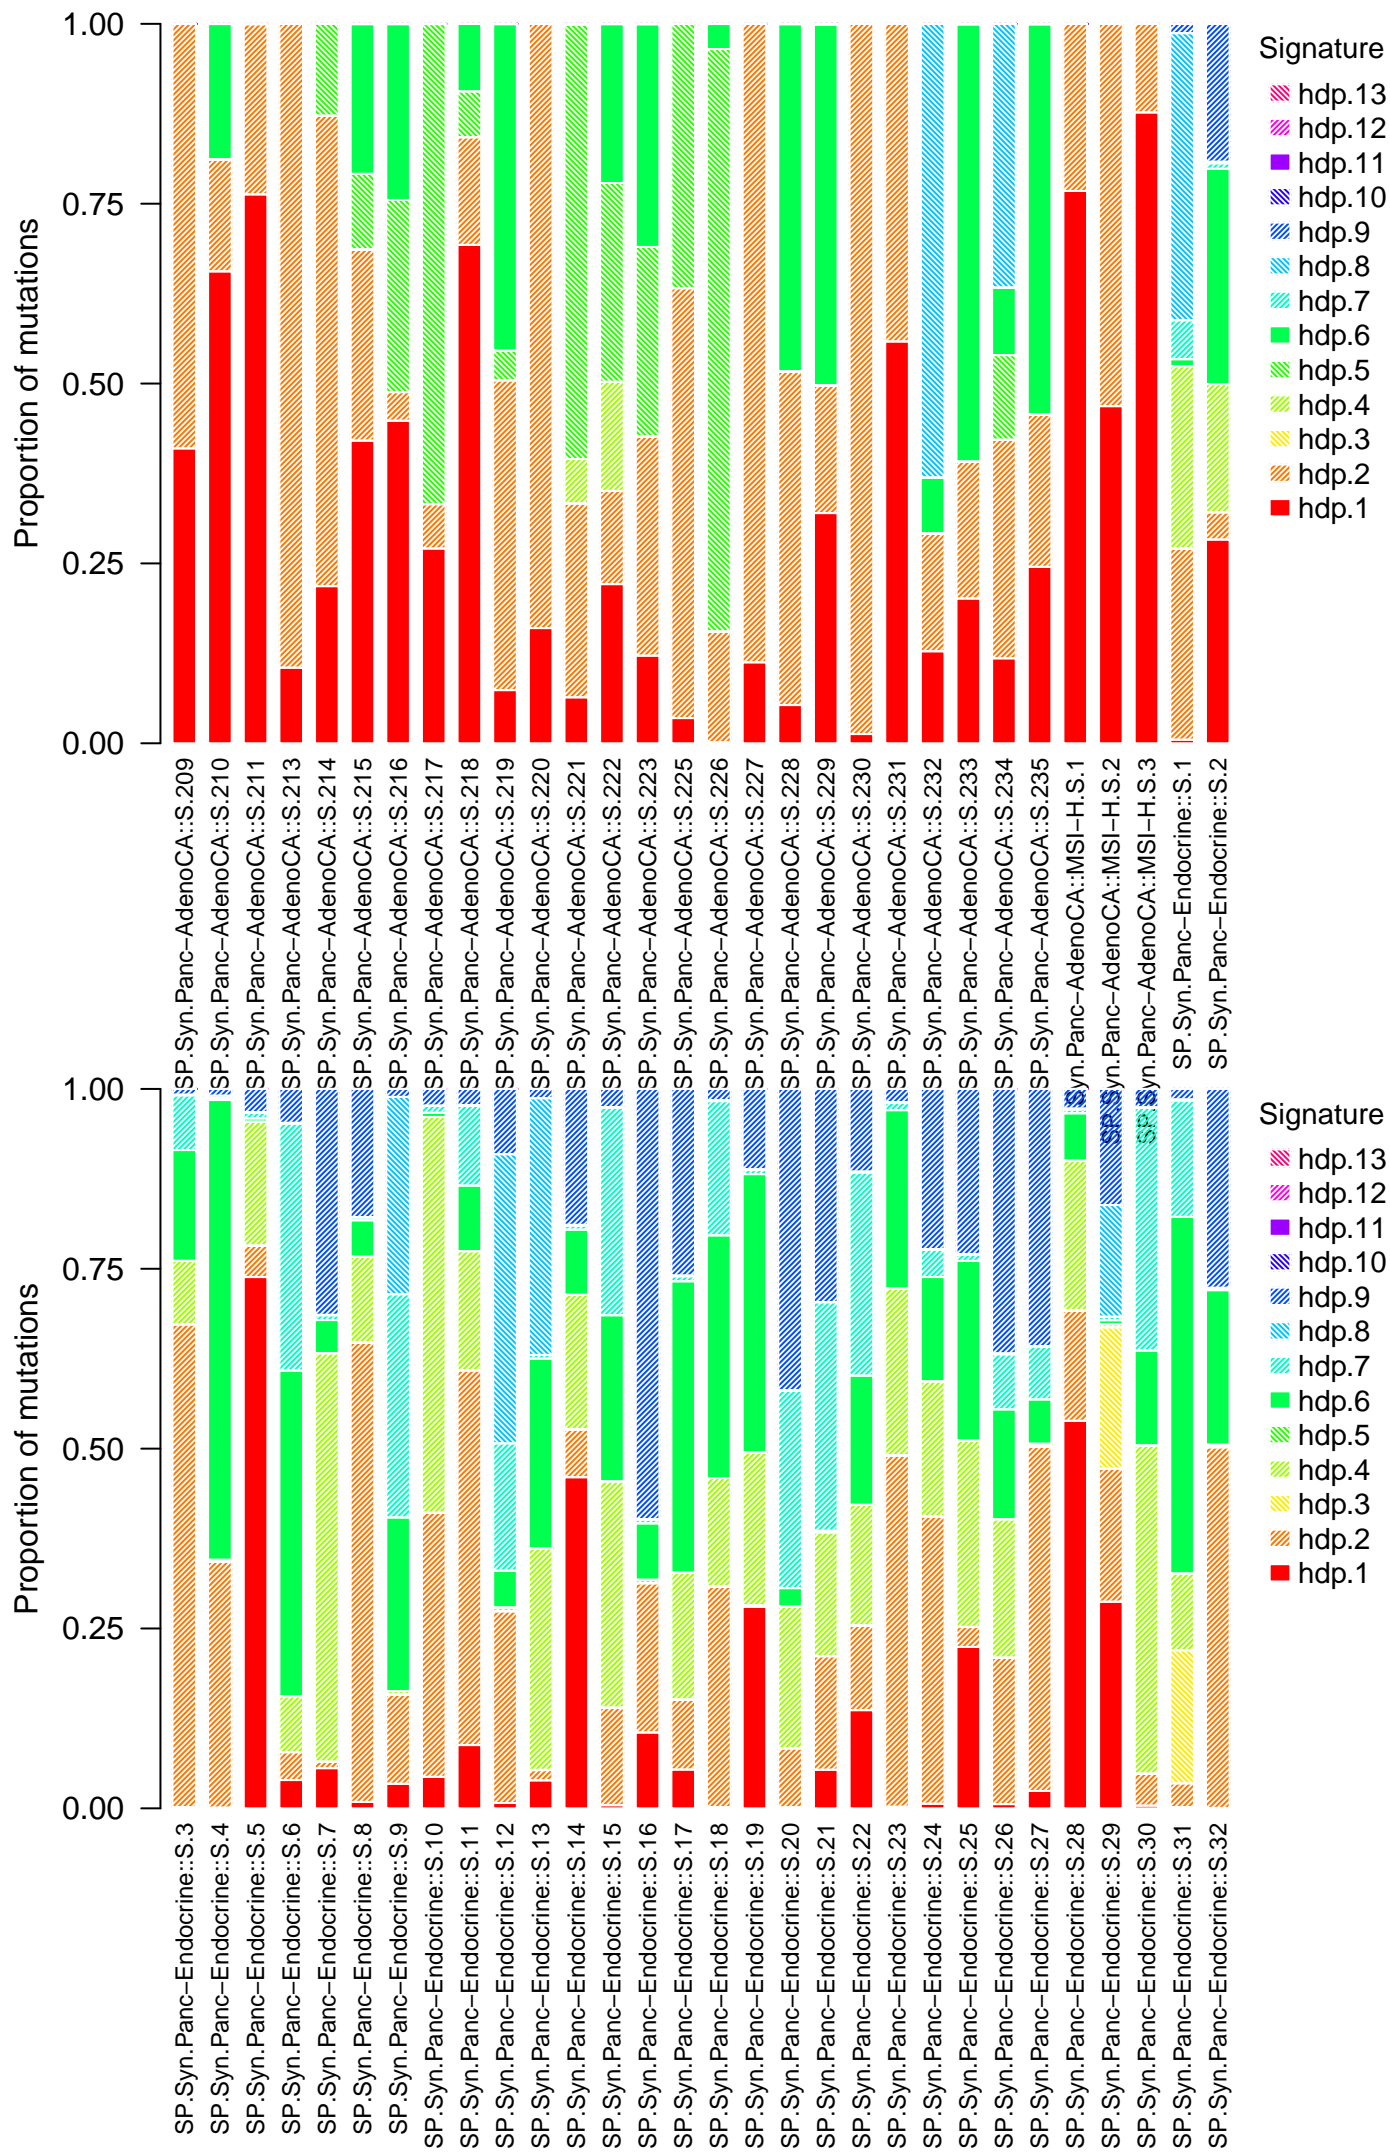 Proportion of mutations
1.00
0.75
0.50
0.25
0.00
SP.Syn.Panc−AdenoCA::S.209
SP.Syn.Panc−AdenoCA::S.210
SP.Syn.Panc−AdenoCA::S.211
SP.Syn.Panc−AdenoCA::S.213
SP.Syn.Panc−AdenoCA::S.214
SP.Syn.Panc−AdenoCA::S.215
SP.Syn.Panc−AdenoCA::S.216
SP.Syn.Panc−AdenoCA::S.217
SP.Syn.Panc−AdenoCA::S.218
SP.Syn.Panc−AdenoCA::S.219
SP.Syn.Panc−AdenoCA::S.220
SP.Syn.Panc−AdenoCA::S.221
SP.Syn.Panc−AdenoCA::S.222
SP.Syn.Panc−AdenoCA::S.223
SP.Syn.Panc−AdenoCA::S.225
SP.Syn.Panc−AdenoCA::S.226
SP.Syn.Panc−AdenoCA::S.227
SP.Syn.Panc−AdenoCA::S.228
SP.Syn.Panc−AdenoCA::S.229
SP.Syn.Panc−AdenoCA::S.230
SP.Syn.Panc−AdenoCA::S.231
SP.Syn.Panc−AdenoCA::S.232
SP.Syn.Panc−AdenoCA::S.233
SP.Syn.Panc−AdenoCA::S.234
SP.Syn.Panc−AdenoCA::S.235
SP.Syn.Panc−AdenoCA::MSI−H.S.1
SP.Syn.Panc−AdenoCA::MSI−H.S.2
SP.Syn.Panc−AdenoCA::MSI−H.S.3
SP.Syn.Panc−Endocrine::S.1
SP.Syn.Panc−Endocrine::S.2
Signature
hdp.13
hdp.12
hdp.11
hdp.10
hdp.9
hdp.8
hdp.7
hdp.6
hdp.5
hdp.4
hdp.3
hdp.2
hdp.1
Proportion of mutations
1.00
0.75
0.50
0.25
0.00
SP.Syn.Panc−Endocrine::S.3
SP.Syn.Panc−Endocrine::S.4
SP.Syn.Panc−Endocrine::S.5
SP.Syn.Panc−Endocrine::S.6
SP.Syn.Panc−Endocrine::S.7
SP.Syn.Panc−Endocrine::S.8
SP.Syn.Panc−Endocrine::S.9
SP.Syn.Panc−Endocrine::S.10
SP.Syn.Panc−Endocrine::S.11
SP.Syn.Panc−Endocrine::S.12
SP.Syn.Panc−Endocrine::S.13
SP.Syn.Panc−Endocrine::S.14
SP.Syn.Panc−Endocrine::S.15
SP.Syn.Panc−Endocrine::S.16
SP.Syn.Panc−Endocrine::S.17
SP.Syn.Panc−Endocrine::S.18
SP.Syn.Panc−Endocrine::S.19
SP.Syn.Panc−Endocrine::S.20
SP.Syn.Panc−Endocrine::S.21
SP.Syn.Panc−Endocrine::S.22
SP.Syn.Panc−Endocrine::S.23
SP.Syn.Panc−Endocrine::S.24
SP.Syn.Panc−Endocrine::S.25
SP.Syn.Panc−Endocrine::S.26
SP.Syn.Panc−Endocrine::S.27
SP.Syn.Panc−Endocrine::S.28
SP.Syn.Panc−Endocrine::S.29
SP.Syn.Panc−Endocrine::S.30
SP.Syn.Panc−Endocrine::S.31
SP.Syn.Panc−Endocrine::S.32
Signature
hdp.13
hdp.12
hdp.11
hdp.10
hdp.9
hdp.8
hdp.7
hdp.6
hdp.5
hdp.4
hdp.3
hdp.2
hdp.1